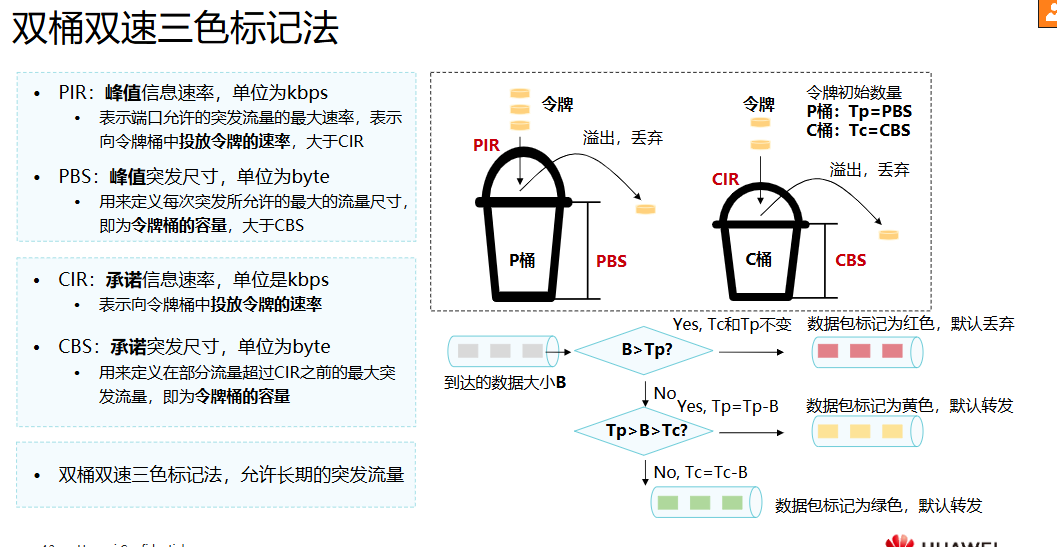 双桶双速三色标记法
• PIR：峰值信息速率，单位为kbps
• 表示端口允许的突发流量的最大速率，表示
向令牌桶中投放令牌的速率，大于CIR
• PBS：峰值突发尺寸，单位为byte
• 用来定义每次突发所允许的最大的流量尺寸，
即为令牌桶的容量，大于CBS
• CIR：承诺信息速率，单位是kbps
• 表示向令牌桶中投放令牌的速率
• CBS：承诺突发尺寸，单位为byte
• 用来定义在部分流量超过CIR之前的最大突
发流量，即为令牌桶的容量
• 双桶双速三色标记法，允许长期的突发流量
令牌
PIR
溢出，丢弃
P桶
PBS
令牌
CIR
溢出，丢弃
C桶
CBS
令牌初始数量
P桶：Tp=PBS
C桶：Tc=CBS
到达的数据大小B
B>Tp?
Yes, Tc和Tp不变
数据包标记为红色，默认丢弃
No
Tp>B>Tc?
Yes, Tp=Tp-B
数据包标记为黄色，默认转发
No, Tc=Tc-B
数据包标记为绿色，默认转发
HUAWEI